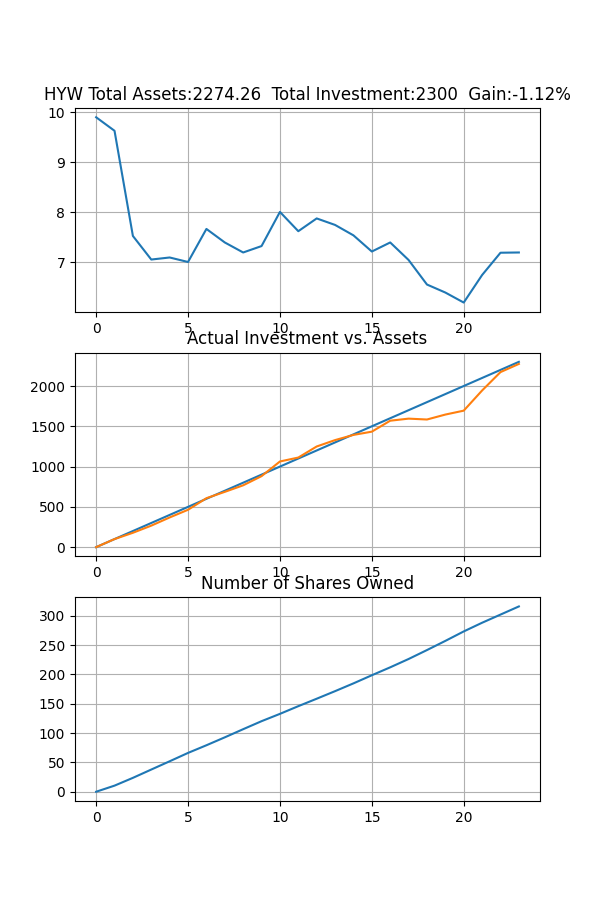 HYW Total Assets:2274.26  Total Investment:2300  Gain:-1.12%
10
9
8
7
0 5 10 15 20
Actual Investment vs. Assets
2000
1500
1000
500
0
0 5 10 15 20
Number of Shares Owned
300
250
200
150
100
50
0
0 5 10 15 20